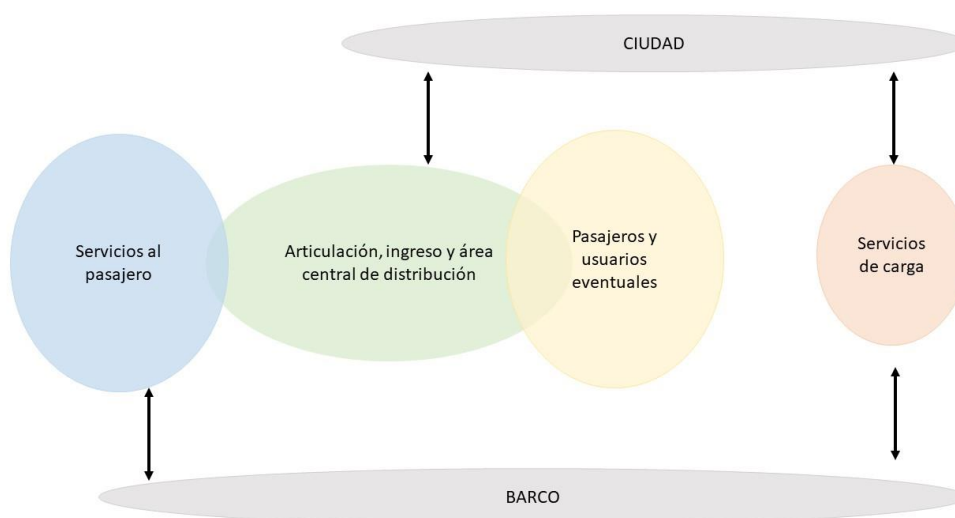 CIUDAD
Servicios al
pasajero
Articulación, ingreso y área
central de distribución
Pasajeros y
usuarios
eventuales
Servicios
de carga
BARCO